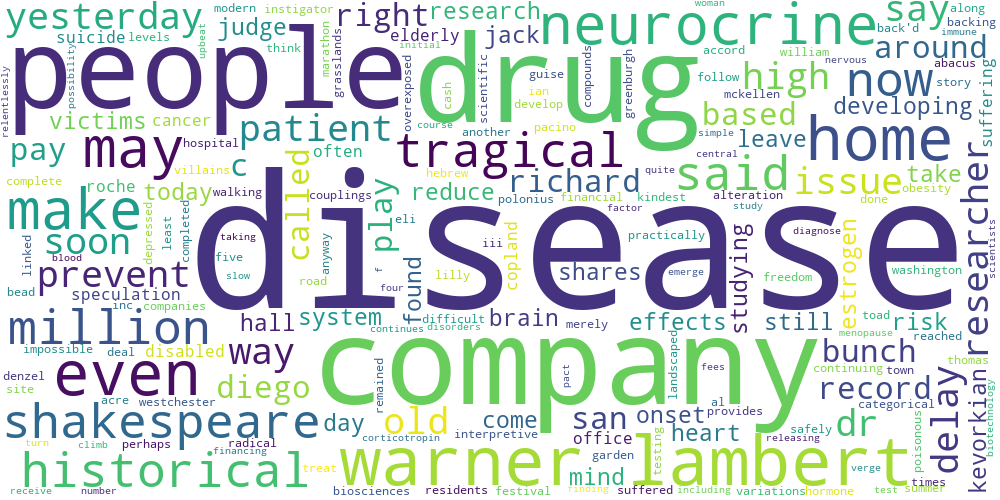 yesterday
modern
levels
instigator
woman
along
upbeat
marathon
right
research
say
back'd
backing
immune
neurocrine
suicide
judge
think
grasslands
elderly
jack
people
drug
relentlessly
possibility
overexposed
scientific
guise
ian
develop
compounds
greenburgh
initial
accord
william
around
nervous
abacus
follow
mckellen
high
now
story
cash
victims
cancer
pacino
course
another
simple
central
based
developing
suffering
pay
may
hospital
patient
tragical
leave
home
villains
c
often
hebrew
quite
said
issue
take
complete
roche
today
walking
couplings
called
play
reduce
polonius
richard
financial
kindest
alteration
obesity
done
make
depressed
least
completed
taking
blood
disease
eli
factor
study
practically
diagnose
estrogen
researcher
scientists
soon
linked
five
slow
anyway
f
iii
emerge
washington
prevent
road
four
lilly
found
copland
shares
merely
studying
freedom
toad
bead
speculation
inc
companies
system
brain
effects
still
risk
menopause
million
hall
difficult
continues
disorders
reached
impossible
deal
disabled
way
company
bunch
continuing
town
thomas
denzel
site
even
acre
westchester
diego
remained
pact
landscaped
fees
al
provides
record
categorical
kevorkian
biotechnology
delay
shakespeare
day
old
come
interpretive
san
onset
office
garden
heart
dr
safely
poisonous
turn
climb
perhaps
radical
financing
corticotropin
mind
testing
releasing
verge
times
historical
treat
warner
lambert
hormone
receive
number
biosciences
residents
festival
suffered
finding
including
variations
test
summer